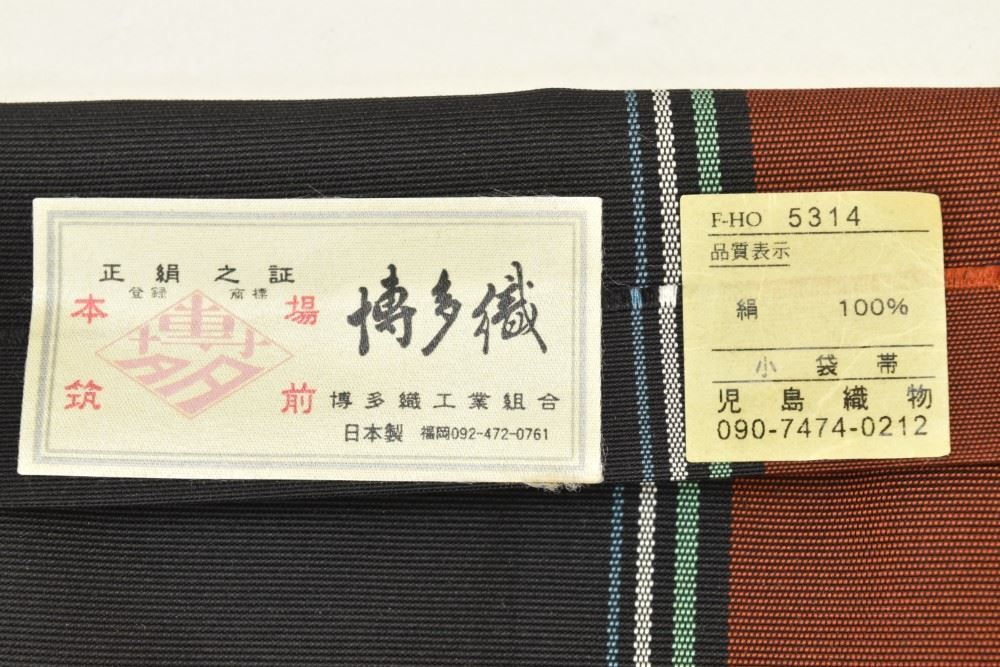 正絹之証
登録 商標
本場
筑前
博多
博多織
博多織工業組合
日本製 福岡092-472-0761
F-HO 5314
品質表示
絹 100%
小袋帯
児島織物
090-7474-0212